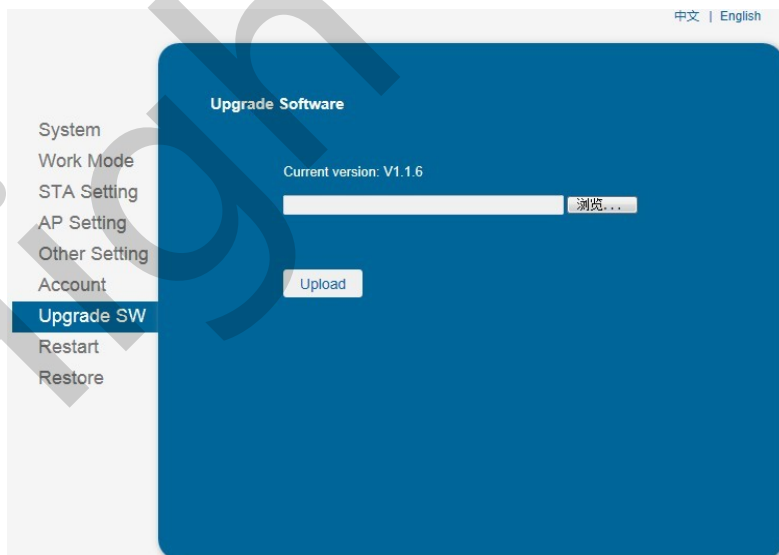 中文 | English
Upgrade Software
System
Work Mode
STA Setting
AP Setting
Other Setting
Account
Upgrade SW
Restart
Restore
Current version: V1.1.6
浏览...
Upload